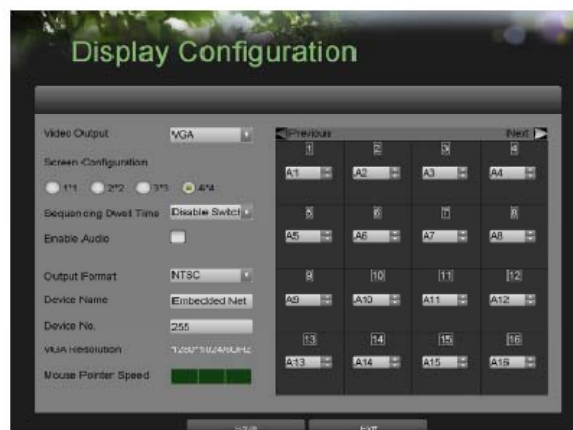 Display Configuration
Video Output
VGA
Screen Configuration
1*1 2*2 3*3 4*4
Sequencing Dwell Time
Disable Switch
Enable Audio
Output Format
NTSC
Device Name
Embedded Net
Device No.
255
VGA Resolution
1280*1024/60HZ
Mouse Pointer Speed
Previous Next
1 2 3 4
A1 A2 A3 A4
5 6 7 8
A5 A6 A7 A8
9 10 11 12
A9 A10 A11 A12
13 14 15 16
A13 A14 A15 A16
Save Exit